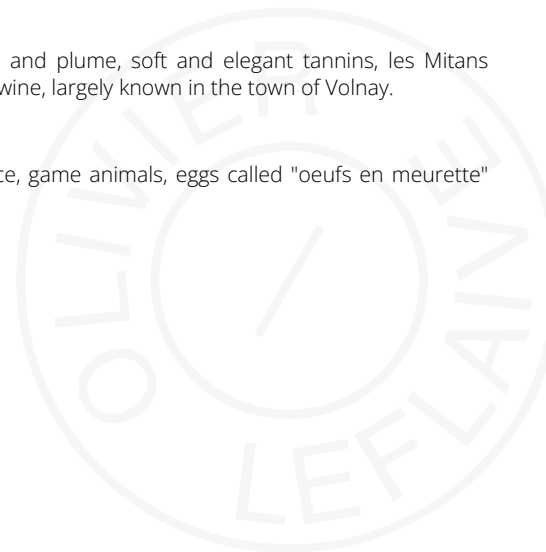 and plume, soft and elegant tannins, les Mitans
wine, largely known in the town of Volnay.
game animals, eggs called "oeufs en meurette"
OLIVIER LEFLAIVE